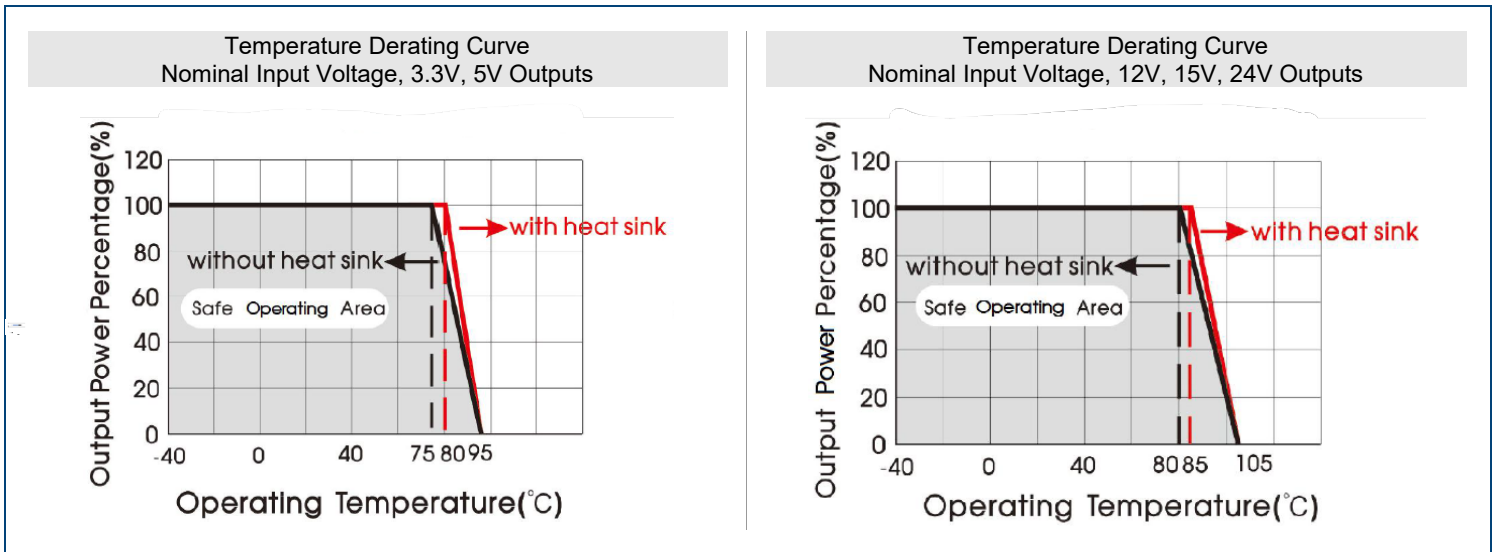 Temperature Derating Curve
Nominal Input Voltage, 3.3V, 5V Outputs
Output Power Percentage(%)
120
100
80
60
40
20
0
with heat sink
without heat sink
Safe Operating Area
-40
0
40
75
80
95
Operating Temperature(°C)
Temperature Derating Curve
Nominal Input Voltage, 12V, 15V, 24V Outputs
Output Power Percentage(%)
120
100
80
60
40
20
0
with heat sink
without heat sink
Safe Operating Area
-40
0
40
80
85
105
Operating Temperature(°C)